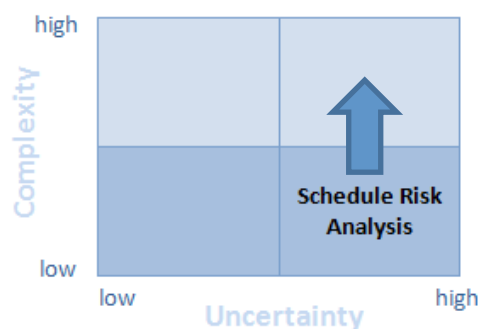 high
Complexity
Schedule Risk
Analysis
low
low
high
Uncertainty